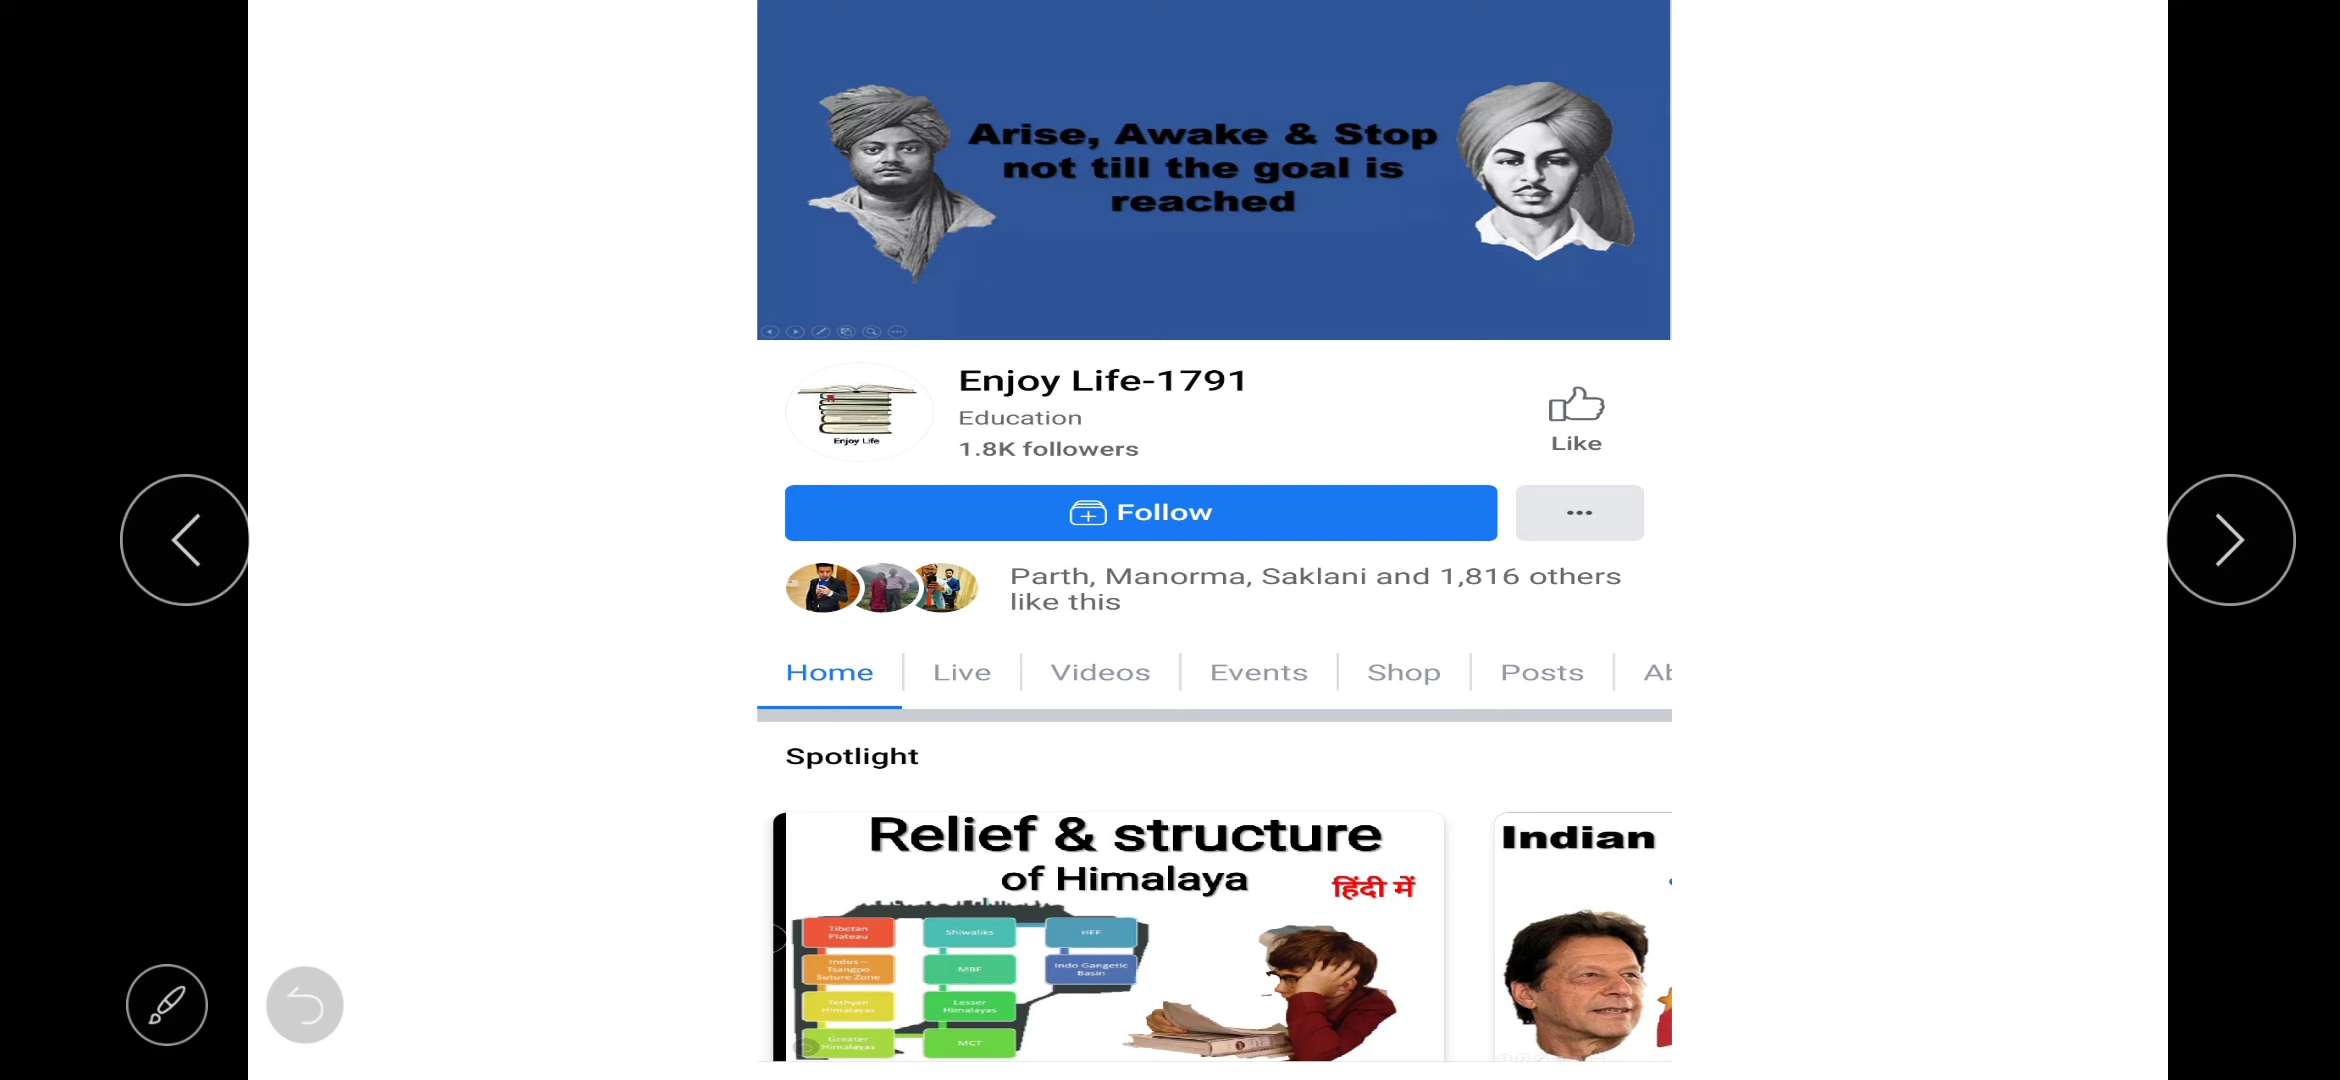 Arise, Awake & Stop
not till the goal is
reached
Enjoy Life
Enjoy Life-1791
Education
1.8K followers
Like
Follow
Parth, Manorma, Saklani and 1,816 others
like this
Home
Live
Videos
Events
Shop
Posts
Ab
Spotlight
Relief & structure
of Himalaya
हिंदी में
Tibetan
Plateau
Shiwaliks
HFF
Indus –
Tsangpo
Suture Zone
MBF
Indo Gangetic
Basin
Tethyan
Himalayas
Lesser
Himalayas
Greater
Himalayas
MCT
Indian